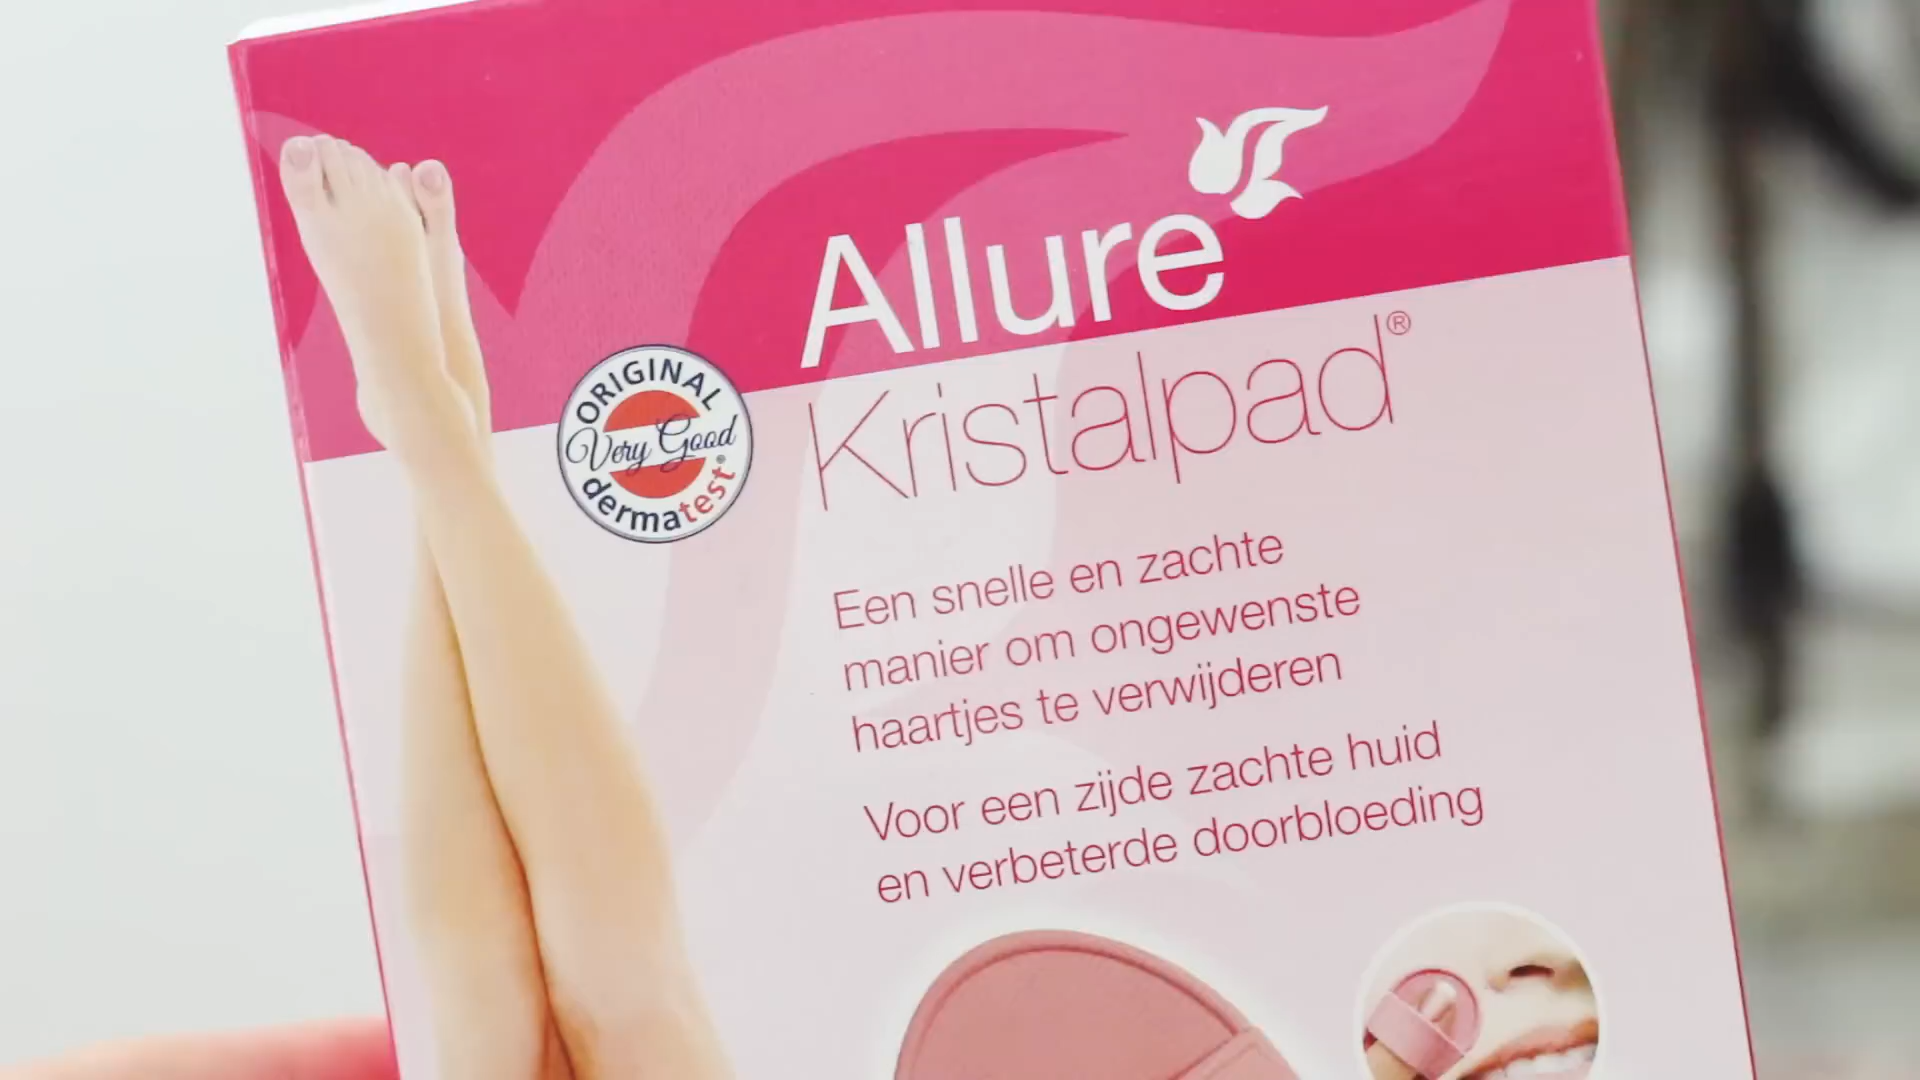 Allure
Kristalpad®
ORIGINAL
Very Good
dermatest®
Een snelle en zachte
manier om ongewenste
haartjes te verwijderen
Voor een zijde zachte huid
en verbeterde doorbloeding